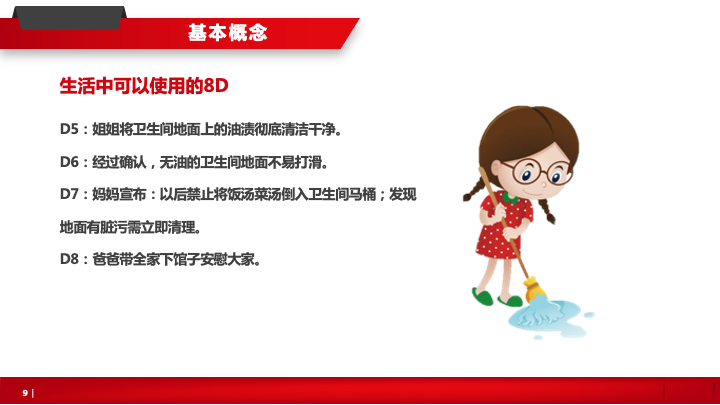 基本概念
生活中可以使用的8D
D5：姐姐将卫生间地面上的油渍彻底清洁干净。
D6：经过确认，无油的卫生间地面不易打滑。
D7：妈妈宣布：以后禁止将饭汤菜汤倒入卫生间马桶；发现
地面有脏污需立即清理。
D8：爸爸带全家下馆子安慰大家。
9 |